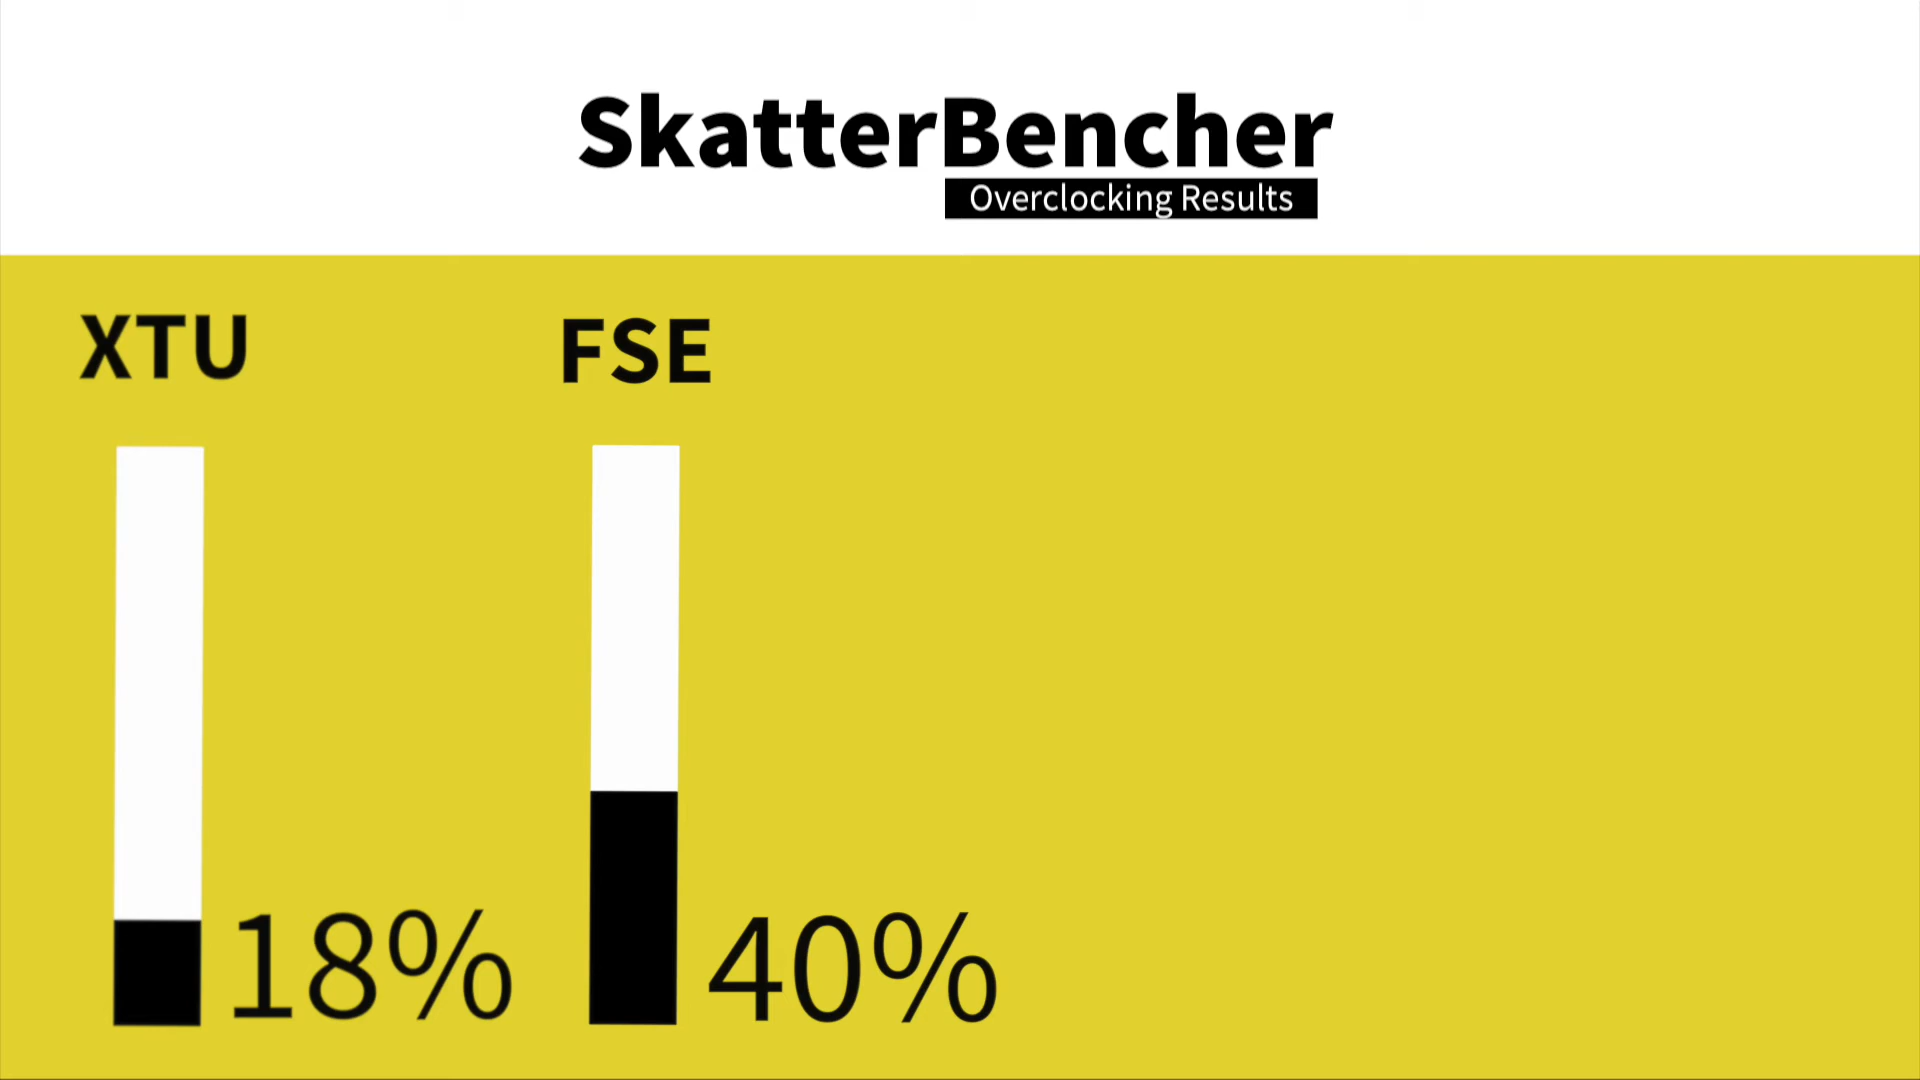 SkatterBencher
Overclocking Results
XTU
FSE
18%
40%